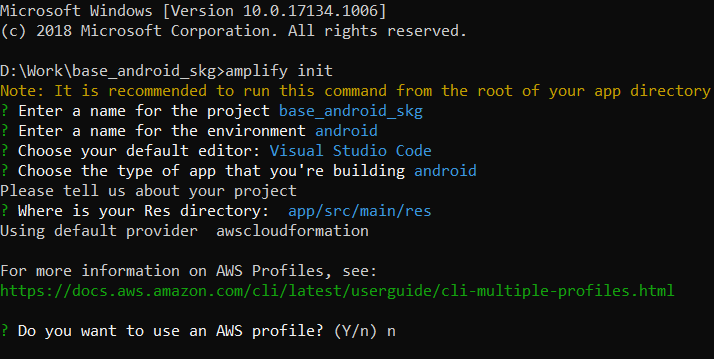 Microsoft Windows [Version 10.0.17134.1006]
(c) 2018 Microsoft Corporation. All rights reserved.
D:\Work\base_android_skg>amplify init
Note: It is recommended to run this command from the root of your app directory
? Enter a name for the project base_android_skg
? Enter a name for the environment android
? Choose your default editor: Visual Studio Code
? Choose the type of app that you're building android
Please tell us about your project
? Where is your Res directory:  app/src/main/res
Using default provider  awscloudformation
For more information on AWS Profiles, see:
https://docs.aws.amazon.com/cli/latest/userguide/cli-multiple-profiles.html
? Do you want to use an AWS profile? (Y/n) n